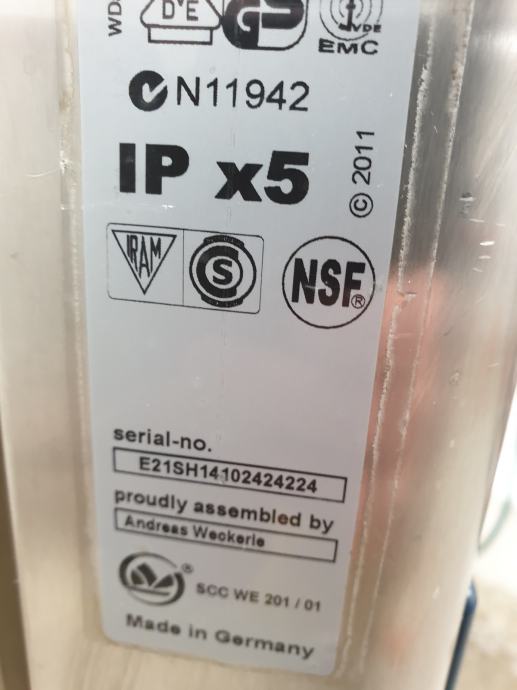 WD
D'E
GS
VDE
EMC
N11942
IP x5
© 2011
IRAM
S
NSF®
serial-no.
E21SH14102424224
proudly assembled by
Andreas Weckerle
® SCC WE 201 / 01
Made in Germany